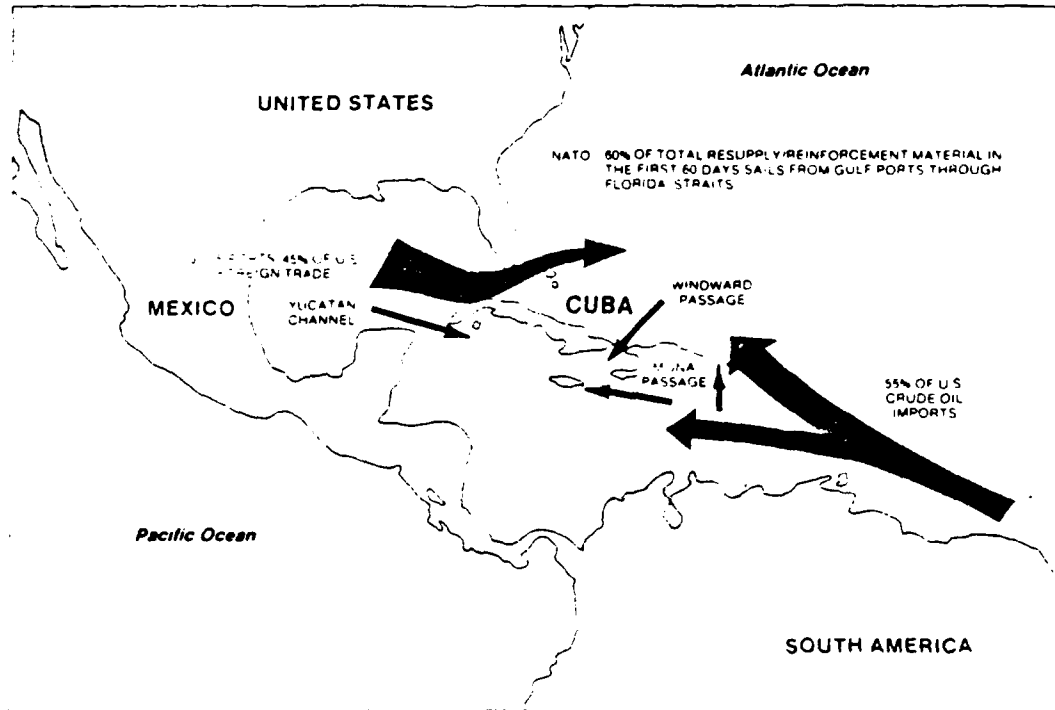 Atlantic Ocean
UNITED STATES
NATO 60% OF TOTAL RESUPPLY/REINFORCEMENT MATERIAL IN
THE FIRST 60 DAYS SAILS FROM GULF PORTS THROUGH
FLORIDA STRAITS
45% OF U.S.
FOREIGN TRADE
MEXICO
YUCATAN
CHANNEL
CUBA
WINDWARD
PASSAGE
MONA
PASSAGE
55% OF U.S.
CRUDE OIL
IMPORTS
Pacific Ocean
SOUTH AMERICA